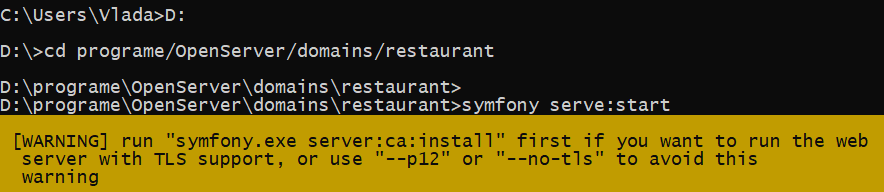 C:\Users\Vlada>D:
D:\>cd programe/OpenServer/domains/restaurant
D:\programe\OpenServer\domains\restaurant>
D:\programe\OpenServer\domains\restaurant>symfony serve:start
[WARNING] run "symfony.exe server:ca:install" first if you want to run the web
server with TLS support, or use "--p12" or "--no-tls" to avoid this
warning